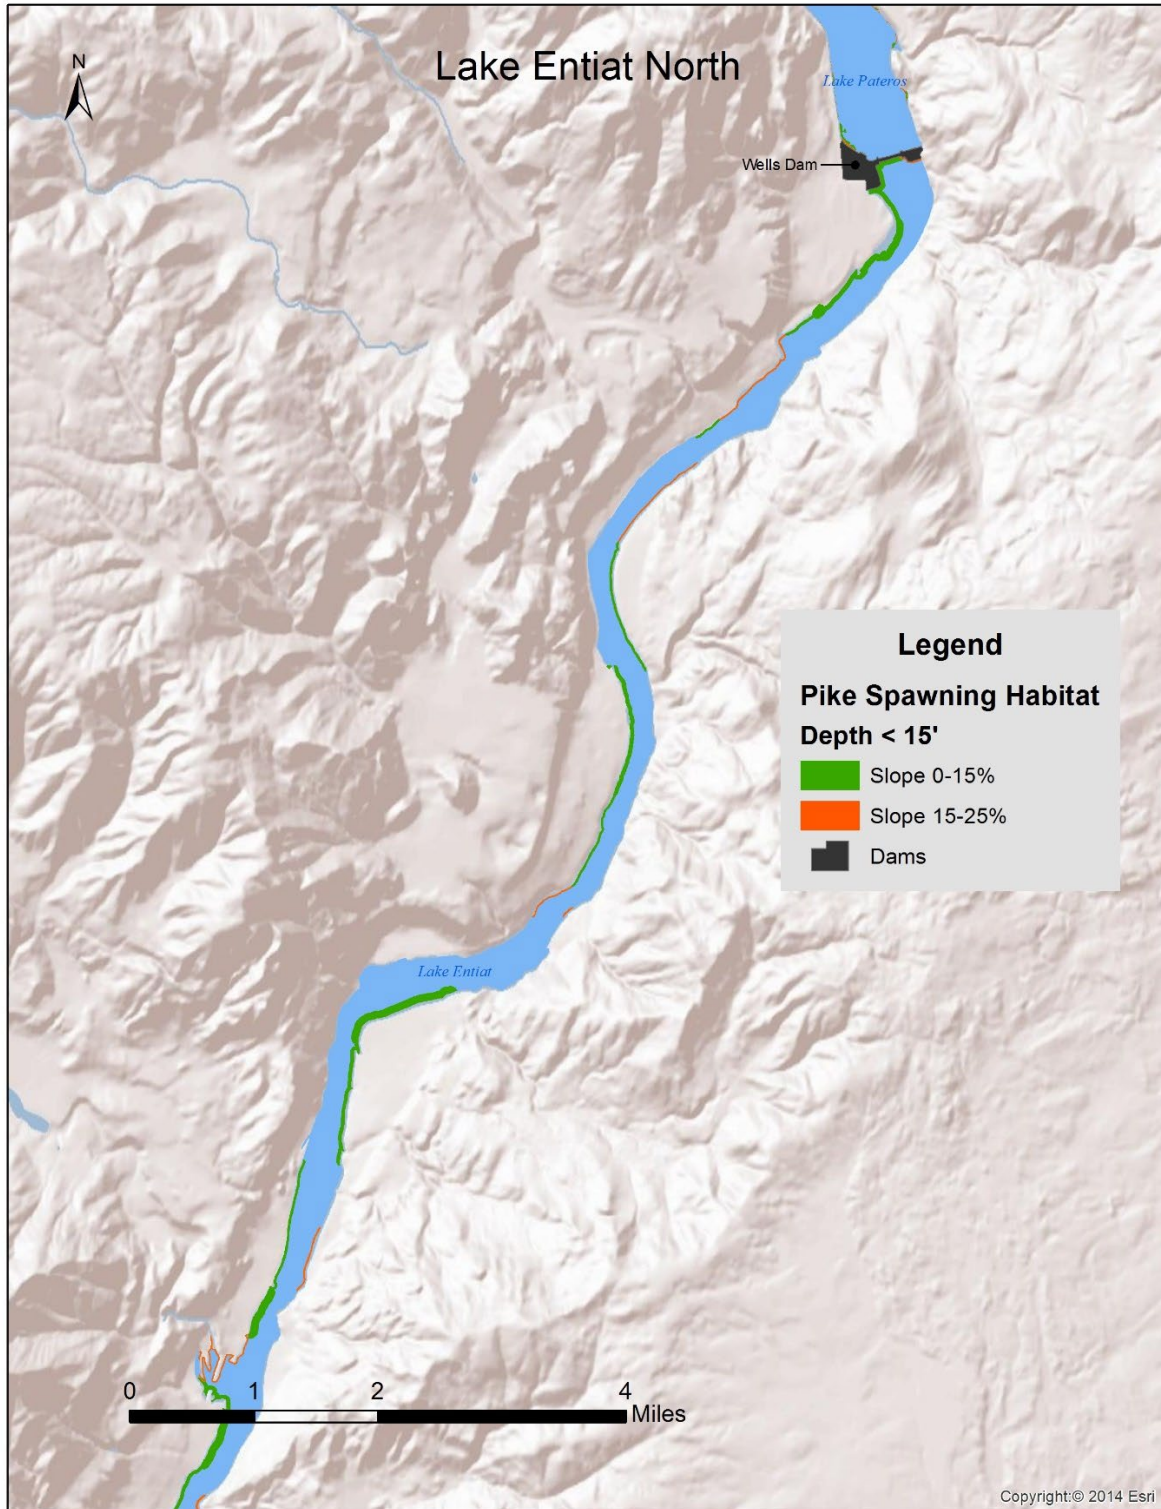 Lake Entiat North
N
Lake Pateros
Wells Dam
Legend
Pike Spawning Habitat
Depth < 15'
Slope 0-15%
Slope 15-25%
Dams
Lake Entiat
0 1 2 4
Miles
Copyright:© 2014 Esri